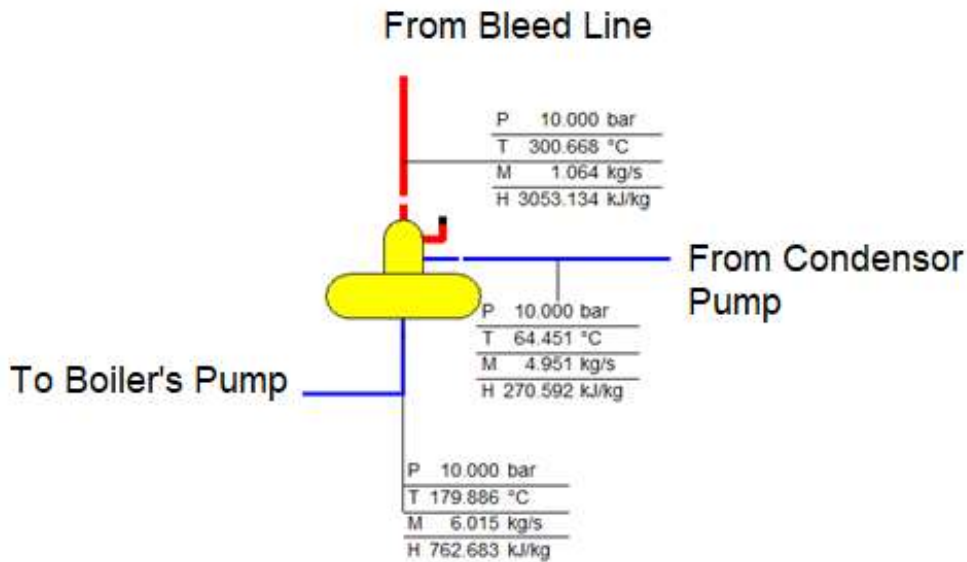 From Bleed Line
P 10.000 bar
T 300.668 °C
M 1.064 kg/s
H 3053.134 kJ/kg
From Condensor
Pump
P 10.000 bar
T 64.451 °C
M 4.951 kg/s
H 270.592 kJ/kg
To Boiler's Pump
P 10.000 bar
T 179.886 °C
M 6.015 kg/s
H 762.683 kJ/kg